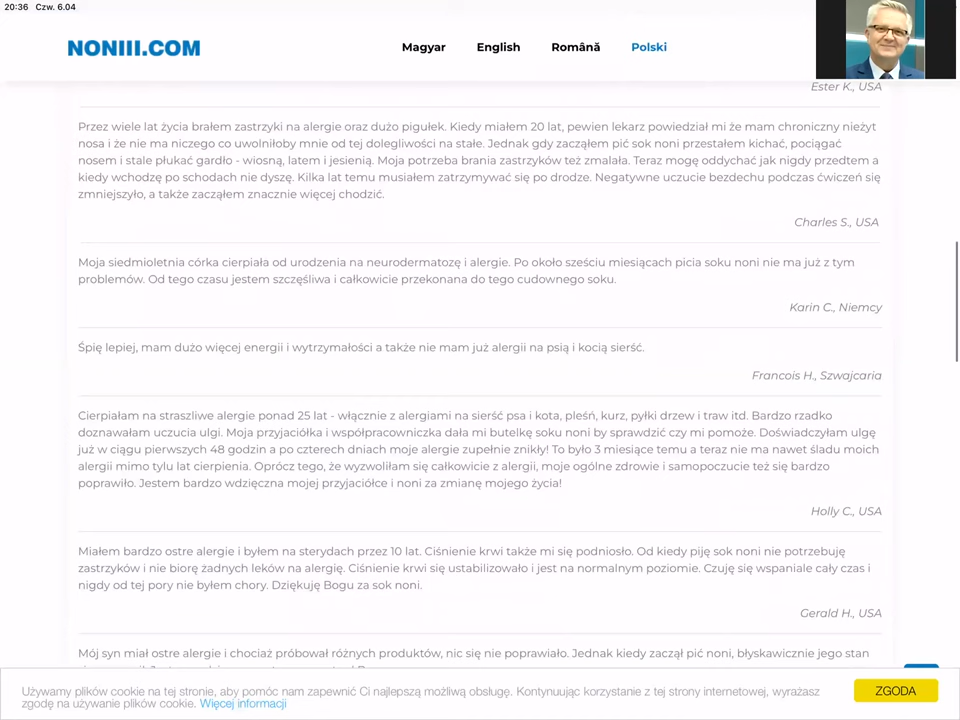 20:36 Czw. 6.04
NONIII.COM
Magyar English Română Polski
Ester K., USA
Przez wiele lat życia brałem zastrzyki na alergie oraz dużo pigułek. Kiedy miałem 20 lat, pewien lekarz powiedział mi że mam chroniczny nieżyt
nosa i że nie ma niczego co uwolniłoby mnie od tej dolegliwości na stałe. Jednak gdy zacząłem pić sok noni przestałem kichać, pociągać
nosem i stale płukać gardło - wiosną, latem i jesienią. Moja potrzeba brania zastrzyków też zmalała. Teraz mogę oddychać jak nigdy przedtem a
kiedy wchodzę po schodach nie dyszę. Kilka lat temu musiałem zatrzymywać się po drodze. Negatywne uczucie bezdechu podczas ćwiczeń się
zmniejszyło, a także zacząłem znacznie więcej chodzić.
Charles S., USA
Moja siedmioletnia córka cierpiała od urodzenia na neurodermatozę i alergie. Po około sześciu miesiącach picia soku noni nie ma już z tym
problemów. Od tego czasu jestem szczęśliwa i całkowicie przekonana do tego cudownego soku.
Karin C., Niemcy
Śpię lepiej, mam dużo więcej energii i wytrzymałości a także nie mam już alergii na psią i kocią sierść.
Francois H., Szwajcaria
Cierpiałam na straszliwe alergie ponad 25 lat - włącznie z alergiami na sierść psa i kota, pleśń, kurz, pyłki drzew i traw itd. Bardzo rzadko
doznawałam uczucia ulgi. Moja przyjaciółka i współpracowniczka dała mi butelkę soku noni by sprawdzić czy mi pomoże. Doświadczyłam ulgę
już w ciągu pierwszych 48 godzin a po czterech dniach moje alergie zupełnie znikły! To było 3 miesiące temu a teraz nie ma nawet śladu moich
alergii mimo tylu lat cierpienia. Oprócz tego, że wyzwoliłam się całkowicie z alergii, moje ogólne zdrowie i samopoczucie też się bardzo
poprawiło. Jestem bardzo wdzięczna mojej przyjaciółce i noni za zmianę mojego życia!
Holly C., USA
Miałem bardzo ostre alergie i byłem na sterydach przez 10 lat. Ciśnienie krwi także mi się podniosło. Od kiedy piję sok noni nie potrzebuję
zastrzyków i nie biorę żadnych leków na alergię. Ciśnienie krwi się ustabilizowało i jest na normalnym poziomie. Czuję się wspaniale cały czas i
nigdy od tej pory nie byłem chory. Dziękuję Bogu za sok noni.
Gerald H., USA
Mój syn miał ostre alergie i chociaż próbował różnych produktów, nic się nie poprawiało. Jednak kiedy zaczął pić noni, błyskawicznie jego stan
Używamy plików cookie na tej stronie, aby pomóc nam zapewnić Ci najlepszą możliwą obsługę. Kontynuując korzystanie z tej strony internetowej, wyrażasz
zgodę na używanie plików cookie. Więcej informacji
ZGODA